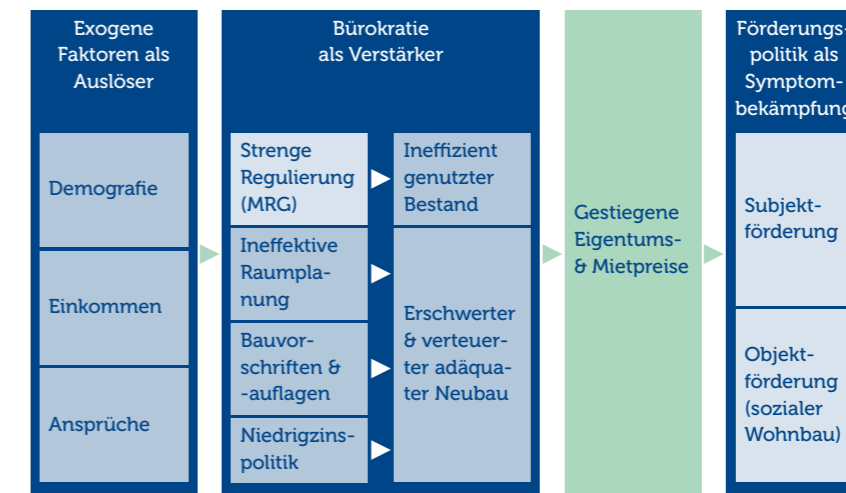 Exogene
Faktoren als
Auslöser
Demografie
Einkommen
Ansprüche
Bürokratie
als Verstärker
Strenge
Regulierung
(MRG)
Ineffektive
Raumpla-
nung
Bauvor-
schriften &
-auflagen
Niedrigzins-
politik
Ineffizient
genutzter
Bestand
Erschwerter
& verteuer-
ter adäqua-
ter Neubau
Gestiegene
Eigentums-
& Mietpreise
Förderungs-
politik als
Symptom-
bekämpfung
Subjekt-
förderung
Objekt-
förderung
(sozialer
Wohnbau)